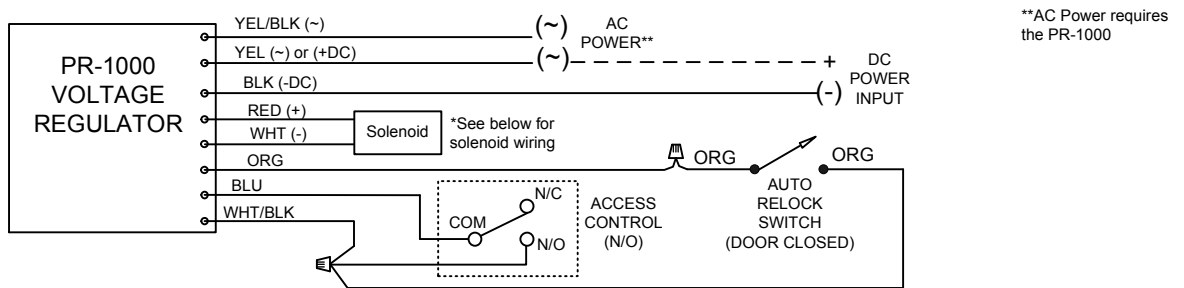 PR-1000
VOLTAGE
REGULATOR
YEL/BLK (~)
YEL (~) or (+DC)
BLK (-DC)
RED (+)
WHT (-)
ORG
BLU
WHT/BLK
(~)
(~)
AC
POWER**
+
(-)
DC
POWER
INPUT
**AC Power requires
the PR-1000
Solenoid
*See below for
solenoid wiring
ORG
ORG
AUTO
RELOCK
SWITCH
(DOOR CLOSED)
COM
N/C
N/O
ACCESS
CONTROL
(N/O)